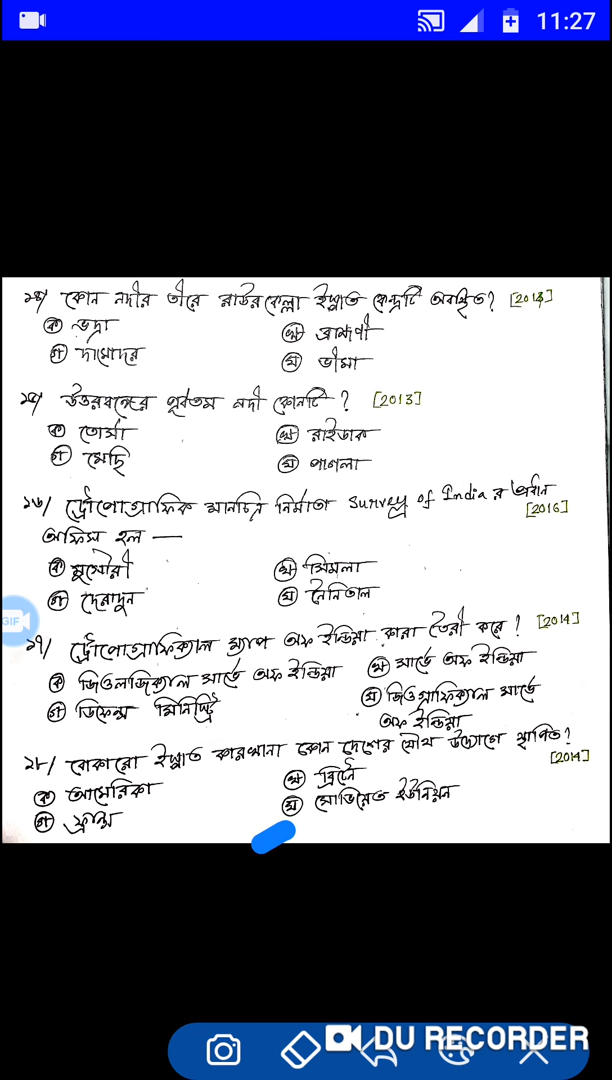 11:27
১৪/ কোন নদীর তীরে রাউরকেল্লা ইস্পাত কেন্দ্রটি অবস্থিত? [2013]
ক ভদ্রা খ ব্রাহ্মণী
গ দামোদর ঘ ভীমা
১৫/ উত্তরবঙ্গের পূর্বতম নদী কোনটি? [2013]
ক তোর্সা খ রাইডাক
গ মেচি ঘ পাগলা
১৬/ ট্রৌপোগ্রাফিক মানচিত্র নির্মাতা Survey of India র প্রধান
অফিস হল — [2016]
ক মুসৌরী খ সিমলা
গ দেরাদুন ঘ নৈনিতাল
১৭/ ট্রৌপোগ্রাফিক্যাল ম্যাপ অফ ইন্ডিয়া কারা তৈরী করে? [2014]
ক জিওলজিক্যাল সার্ভে অফ ইন্ডিয়া খ সার্ভে অফ ইন্ডিয়া
গ ডিফেন্স মিনিস্ট্রি ঘ জিওগ্রাফিক্যাল সার্ভে
অফ ইন্ডিয়া
১৮/ বোকারো ইস্পাত কারখানা কোন দেশের যৌথ উদ্যোগে স্থাপিত?
[2014]
ক আমেরিকা খ ব্রিটেন
গ ফ্রান্স ঘ সোভিয়েত ইউনিয়ন
GIF
DU RECORDER